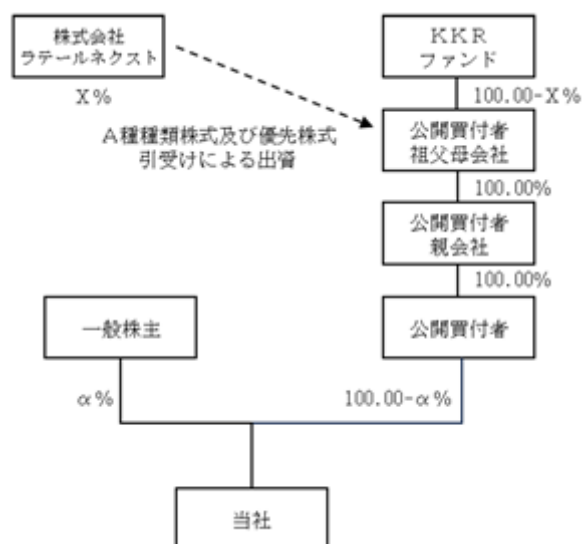 株式会社
ラテールネクスト
X%
ＫＫＲ
ファンド
100.00-X%
A種種類株式及び優先株式
引受けによる出資
公開買付者
祖父母会社
100.00%
公開買付者
親会社
100.00%
一般株主
公開買付者
α%
100.00-α%
当社